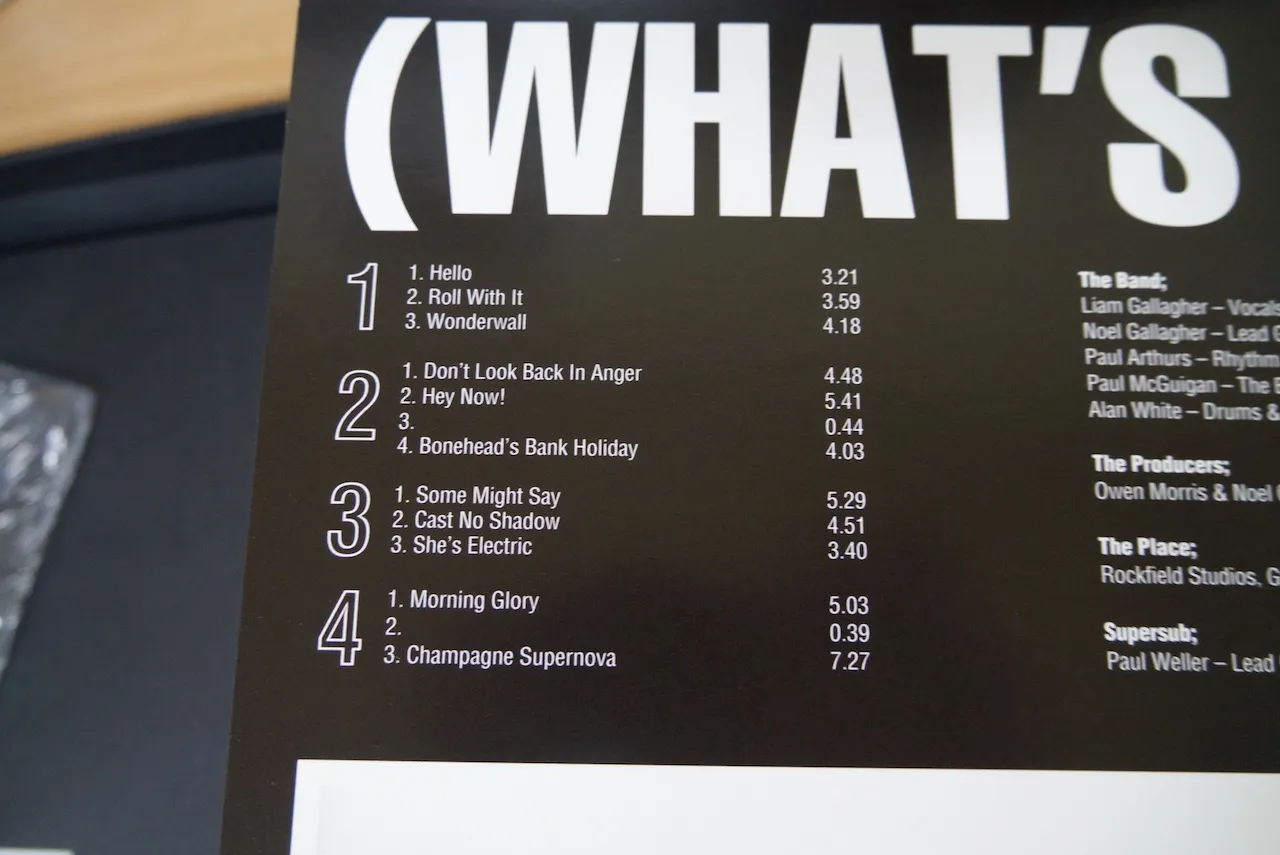 (WHAT'S
1
1. Hello 3.21
2. Roll With It 3.59
3. Wonderwall 4.18
2
1. Don't Look Back In Anger 4.48
2. Hey Now! 5.41
3. 0.44
4. Bonehead's Bank Holiday 4.03
3
1. Some Might Say 5.29
2. Cast No Shadow 4.51
3. She's Electric 3.40
4
1. Morning Glory 5.03
2. 0.39
3. Champagne Supernova 7.27
The Band;
Liam Gallagher – Vocals
Noel Gallagher – Lead
Paul Arthurs – Rhythm
Paul McGuigan – The
Alan White – Drums &
The Producers;
Owen Morris & Noel
The Place;
Rockfield Studios,
Supersub;
Paul Weller – Lead